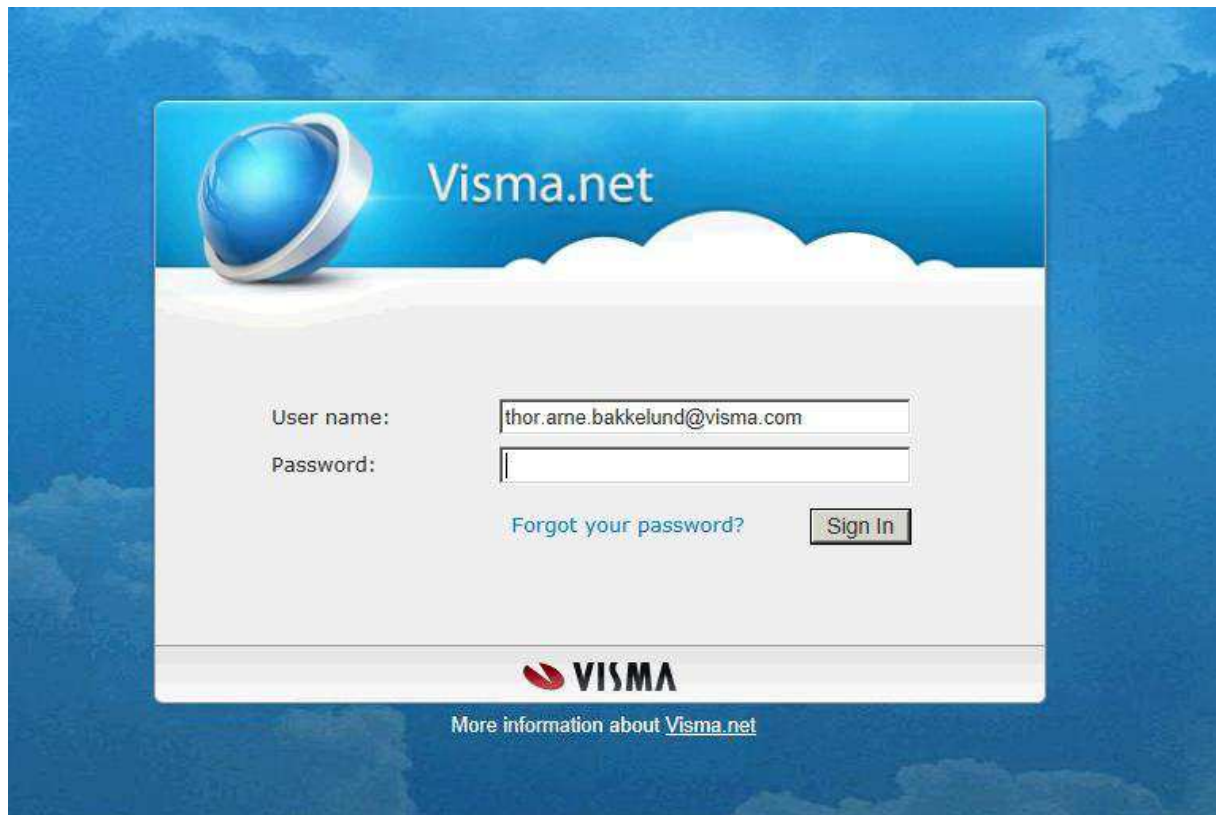 Visma.net
User name: thor.arne.bakkelund@visma.com
Password:
Forgot your password? Sign In
VISMA
More information about Visma.net